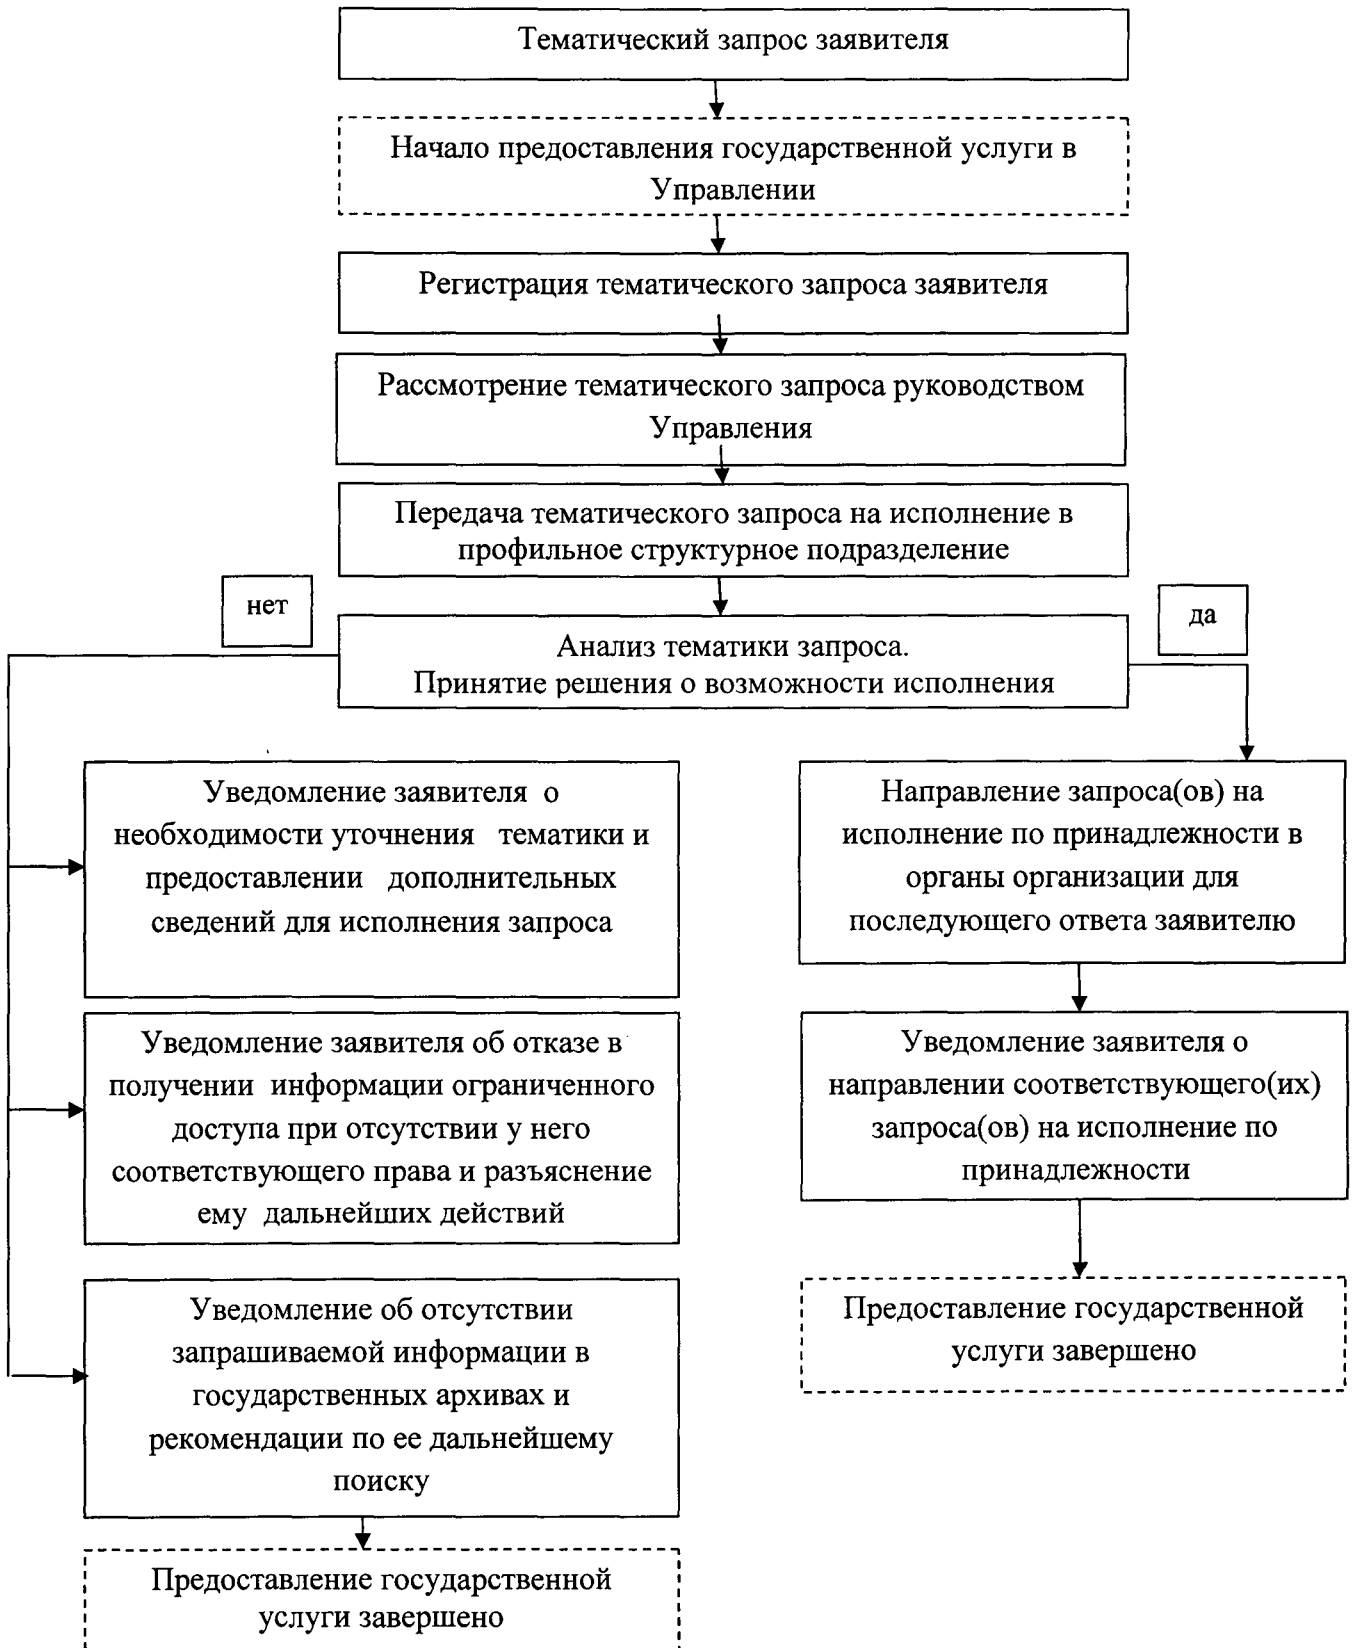 Тематический запрос заявителя
Начало предоставления государственной услуги в
Управлении
Регистрация тематического запроса заявителя
Рассмотрение тематического запроса руководством
Управления
Передача тематического запроса на исполнение в
профильное структурное подразделение
нет
да
Анализ тематики запроса.
Принятие решения о возможности исполнения
Уведомление заявителя о
необходимости уточнения тематики и
предоставлении дополнительных
сведений для исполнения запроса
Уведомление заявителя об отказе в
получении информации ограниченного
доступа при отсутствии у него
соответствующего права и разъяснение
ему дальнейших действий
Уведомление об отсутствии
запрашиваемой информации в
государственных архивах и
рекомендации по ее дальнейшему
поиску
Предоставление государственной
услуги завершено
Направление запроса(ов) на
исполнение по принадлежности в
органы организации для
последующего ответа заявителю
Уведомление заявителя о
направлении соответствующего(их)
запроса(ов) на исполнение по
принадлежности
Предоставление государственной
услуги завершено